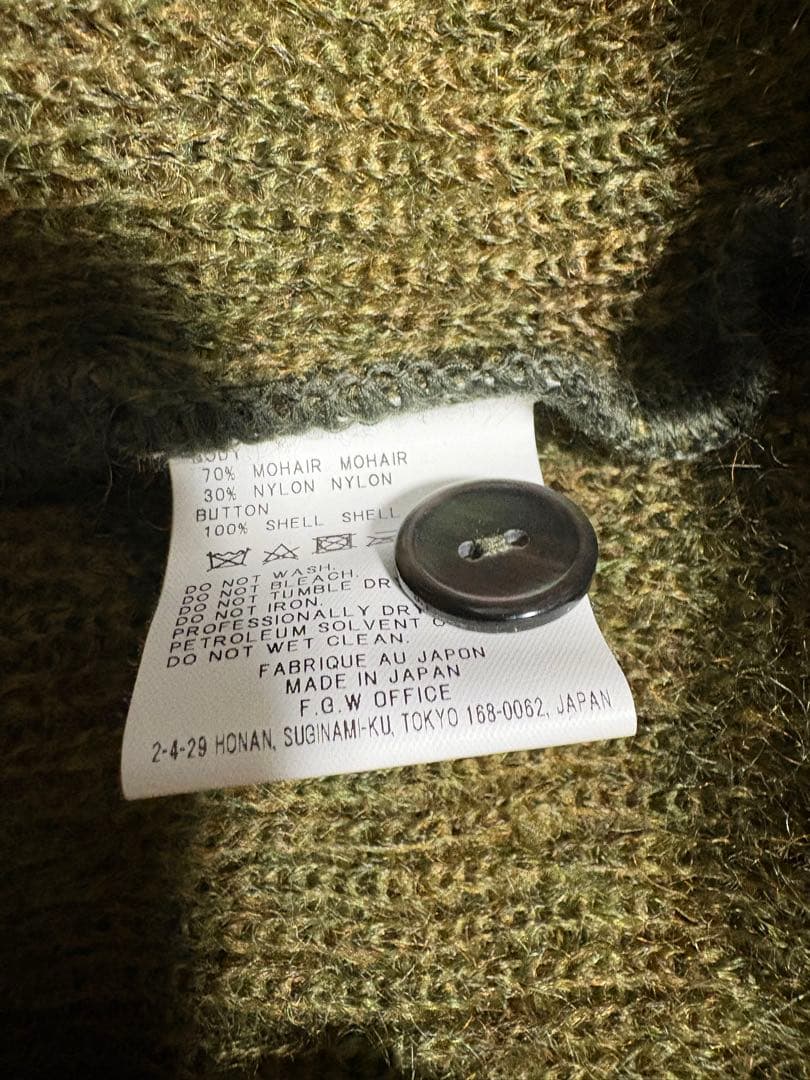 BODY
70% MOHAIR MOHAIR
30% NYLON NYLON
BUTTON
100% SHELL SHELL
DO NOT WASH.
DO NOT BLEACH.
DO NOT TUMBLE
DO NOT IRON.
PROFESSIONALLY
PETROLEUM SOLVENT
DO NOT WET CLEAN.
FABRIQUE AU JAPON
MADE IN JAPAN
F.G.W OFFICE
2-4-29 HONAN, SUGINAMI-KU, TOKYO 168-0062, JAPAN